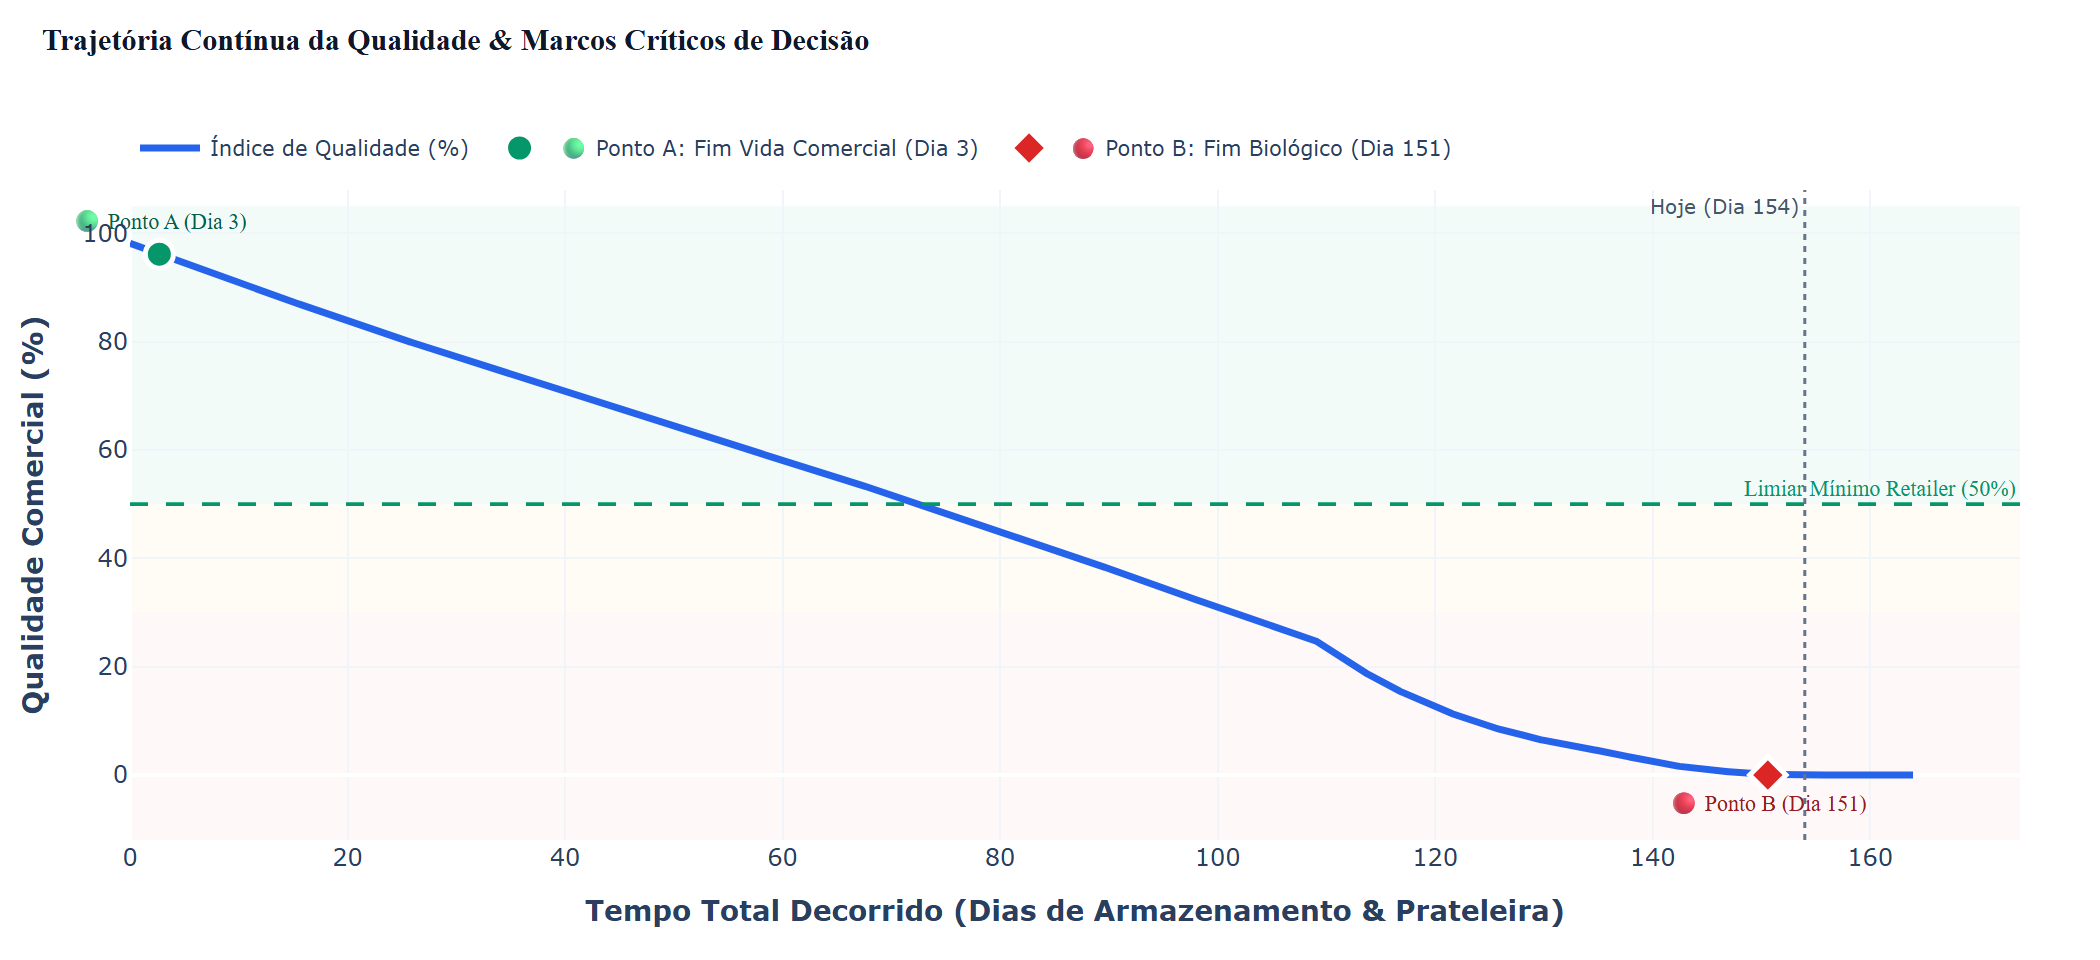 Trajetória Contínua da Qualidade & Marcos Críticos de Decisão
Índice de Qualidade (%)
Ponto A: Fim Vida Comercial (Dia 3)
Ponto B: Fim Biológico (Dia 151)
Hoje (Dia 154)
Ponto A (Dia 3)
100
80
60
Limiar Mínimo Retailer (50%)
40
20
0
Ponto B (Dia 151)
Qualidade Comercial (%)
0 20 40 60 80 100 120 140 160
Tempo Total Decorrido (Dias de Armazenamento & Prateleira)